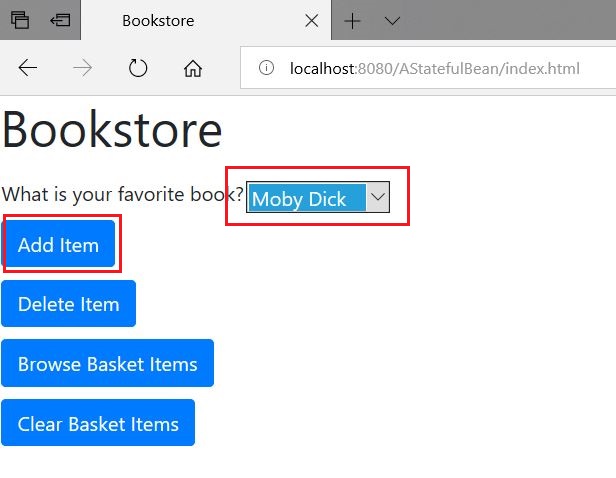 Bookstore
localhost:8080/AStatefulBean/index.html
Bookstore
What is your favorite book? Moby Dick
Add Item
Delete Item
Browse Basket Items
Clear Basket Items